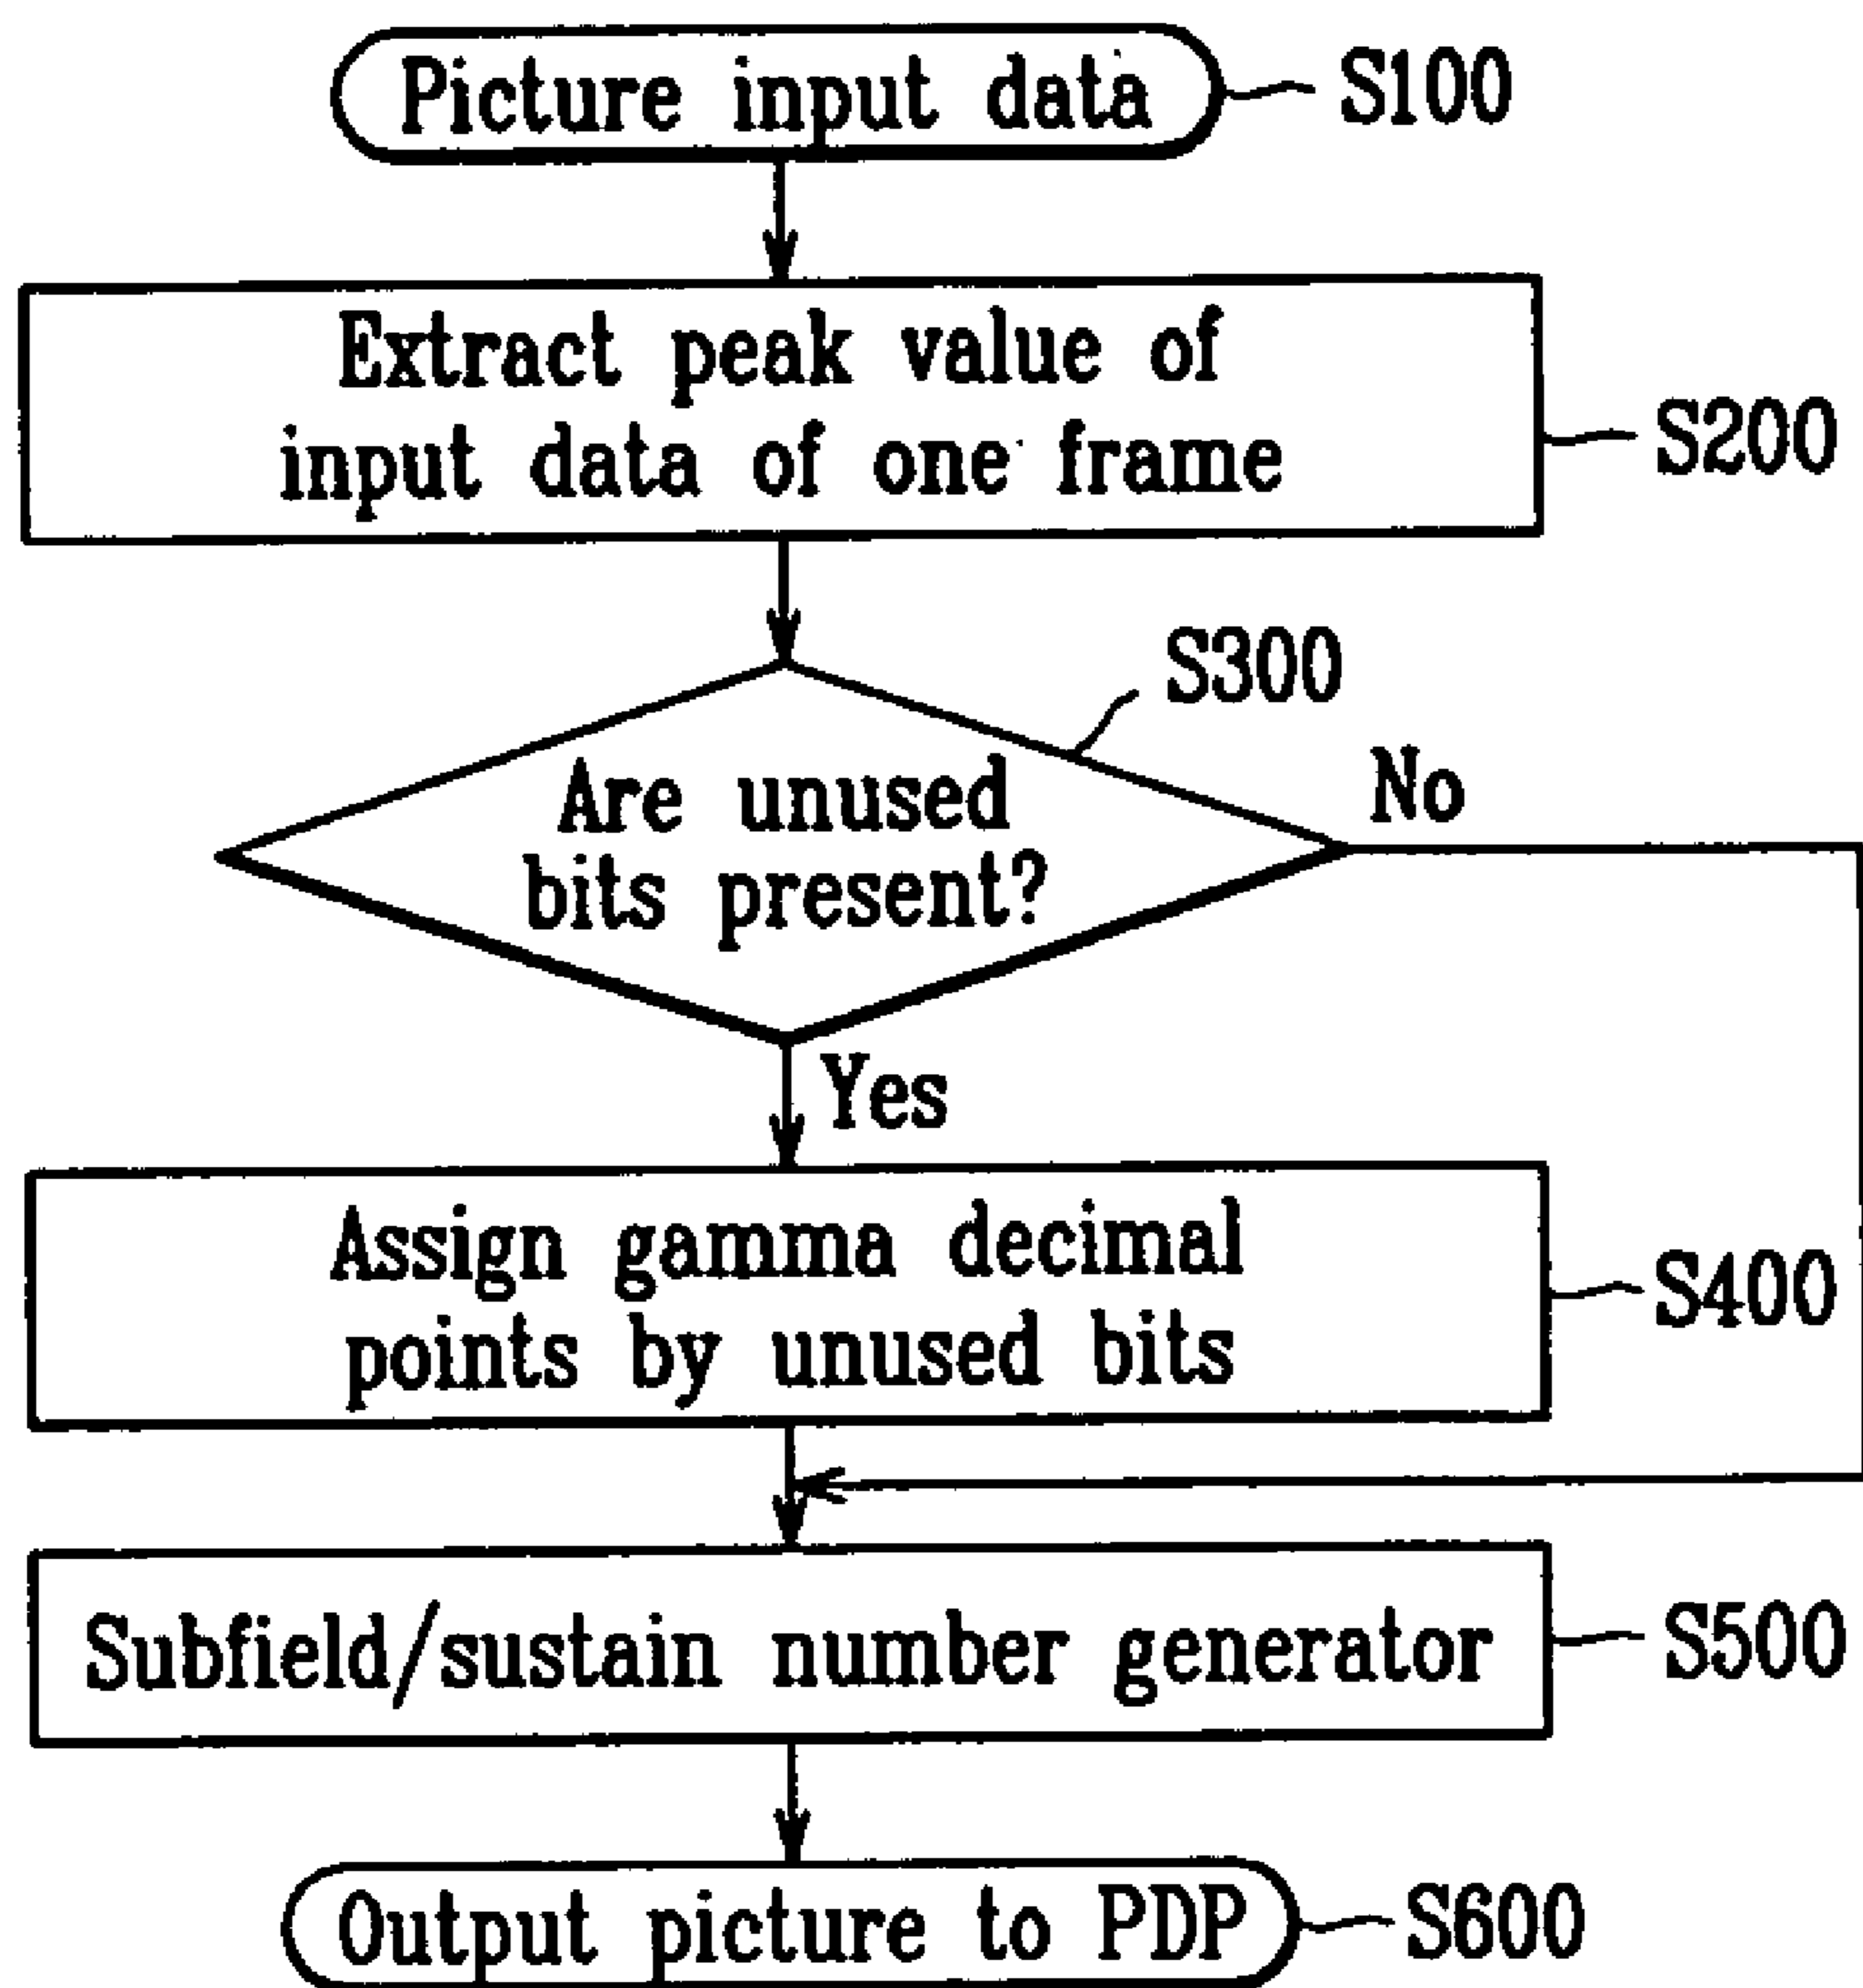 Picture input data
S100
Extract peak value of
input data of one frame
S200
S300
Are unused
bits present?
No
Yes
Assign gamma decimal
points by unused bits
S400
Subfield/sustain number generator
S500
Output picture to PDP
S600